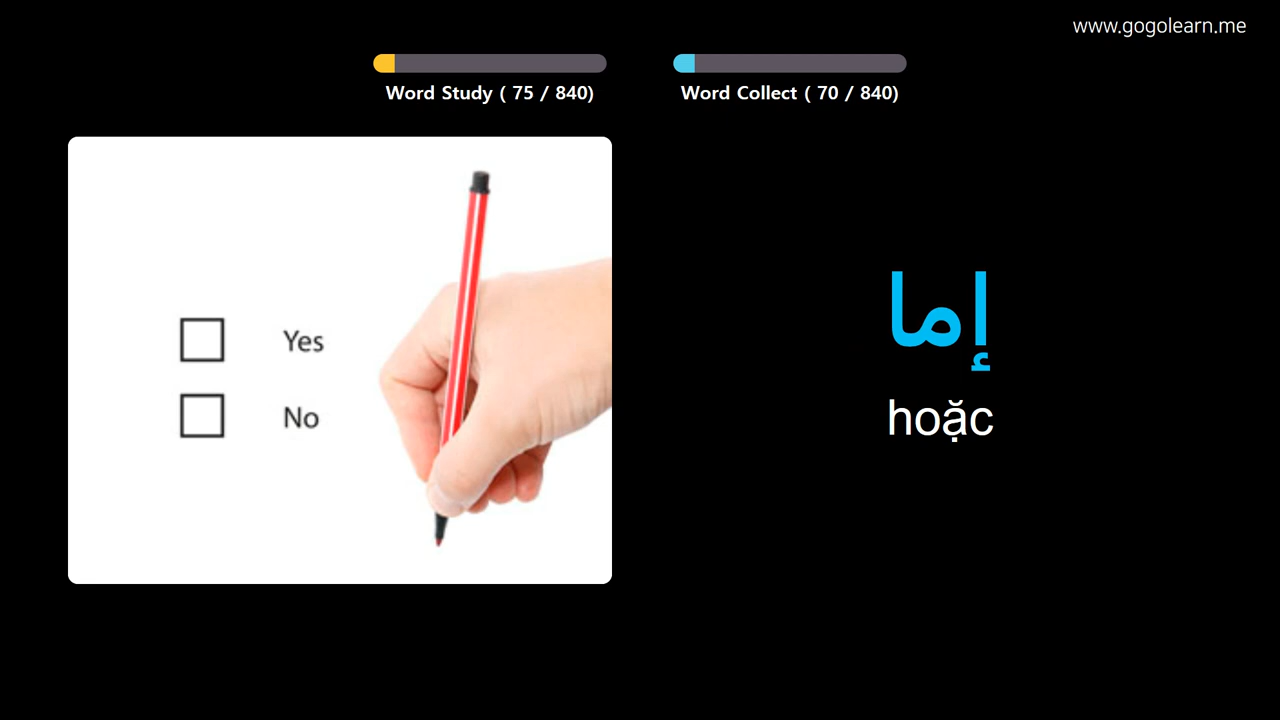 www.gogolearn.me
Word Study ( 75 / 840)
Word Collect ( 70 / 840)
Yes
No
إما
hoặc